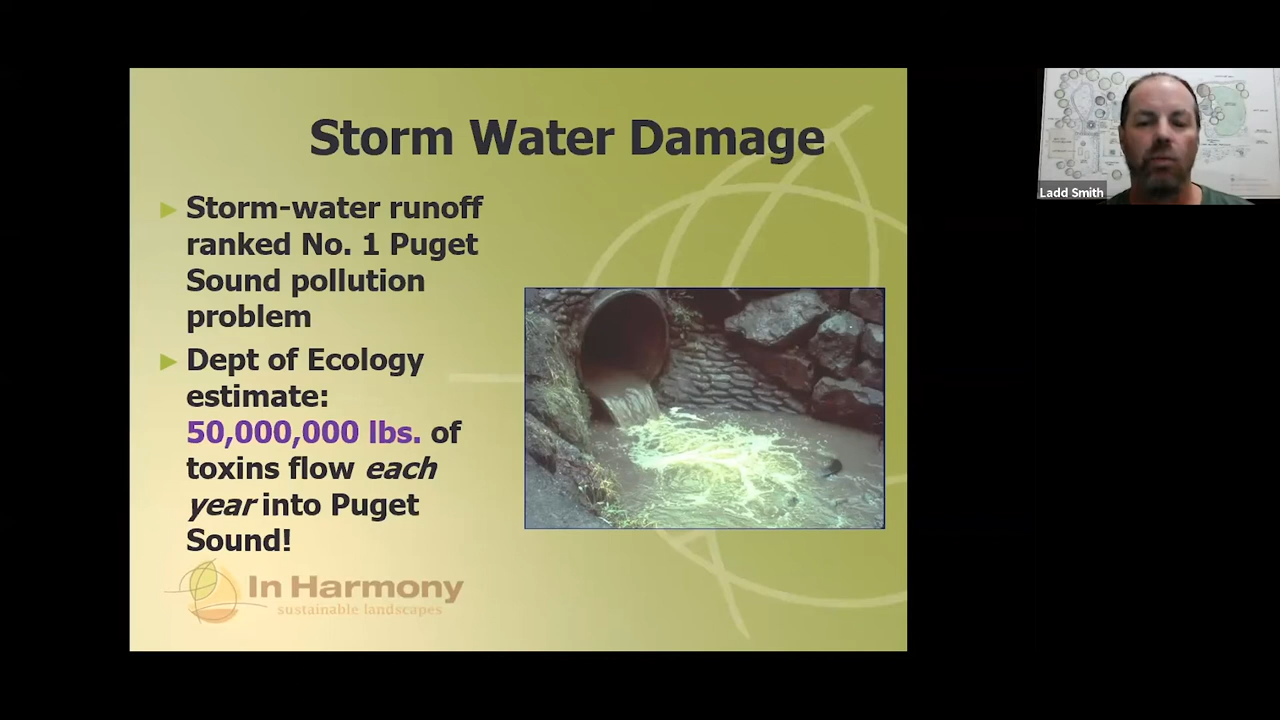 Storm Water Damage
Storm-water runoff
ranked No. 1 Puget
Sound pollution
problem
Dept of Ecology
estimate:
50,000,000 lbs. of
toxins flow each
year into Puget
Sound!
In Harmony
sustainable landscapes
Ladd Smith